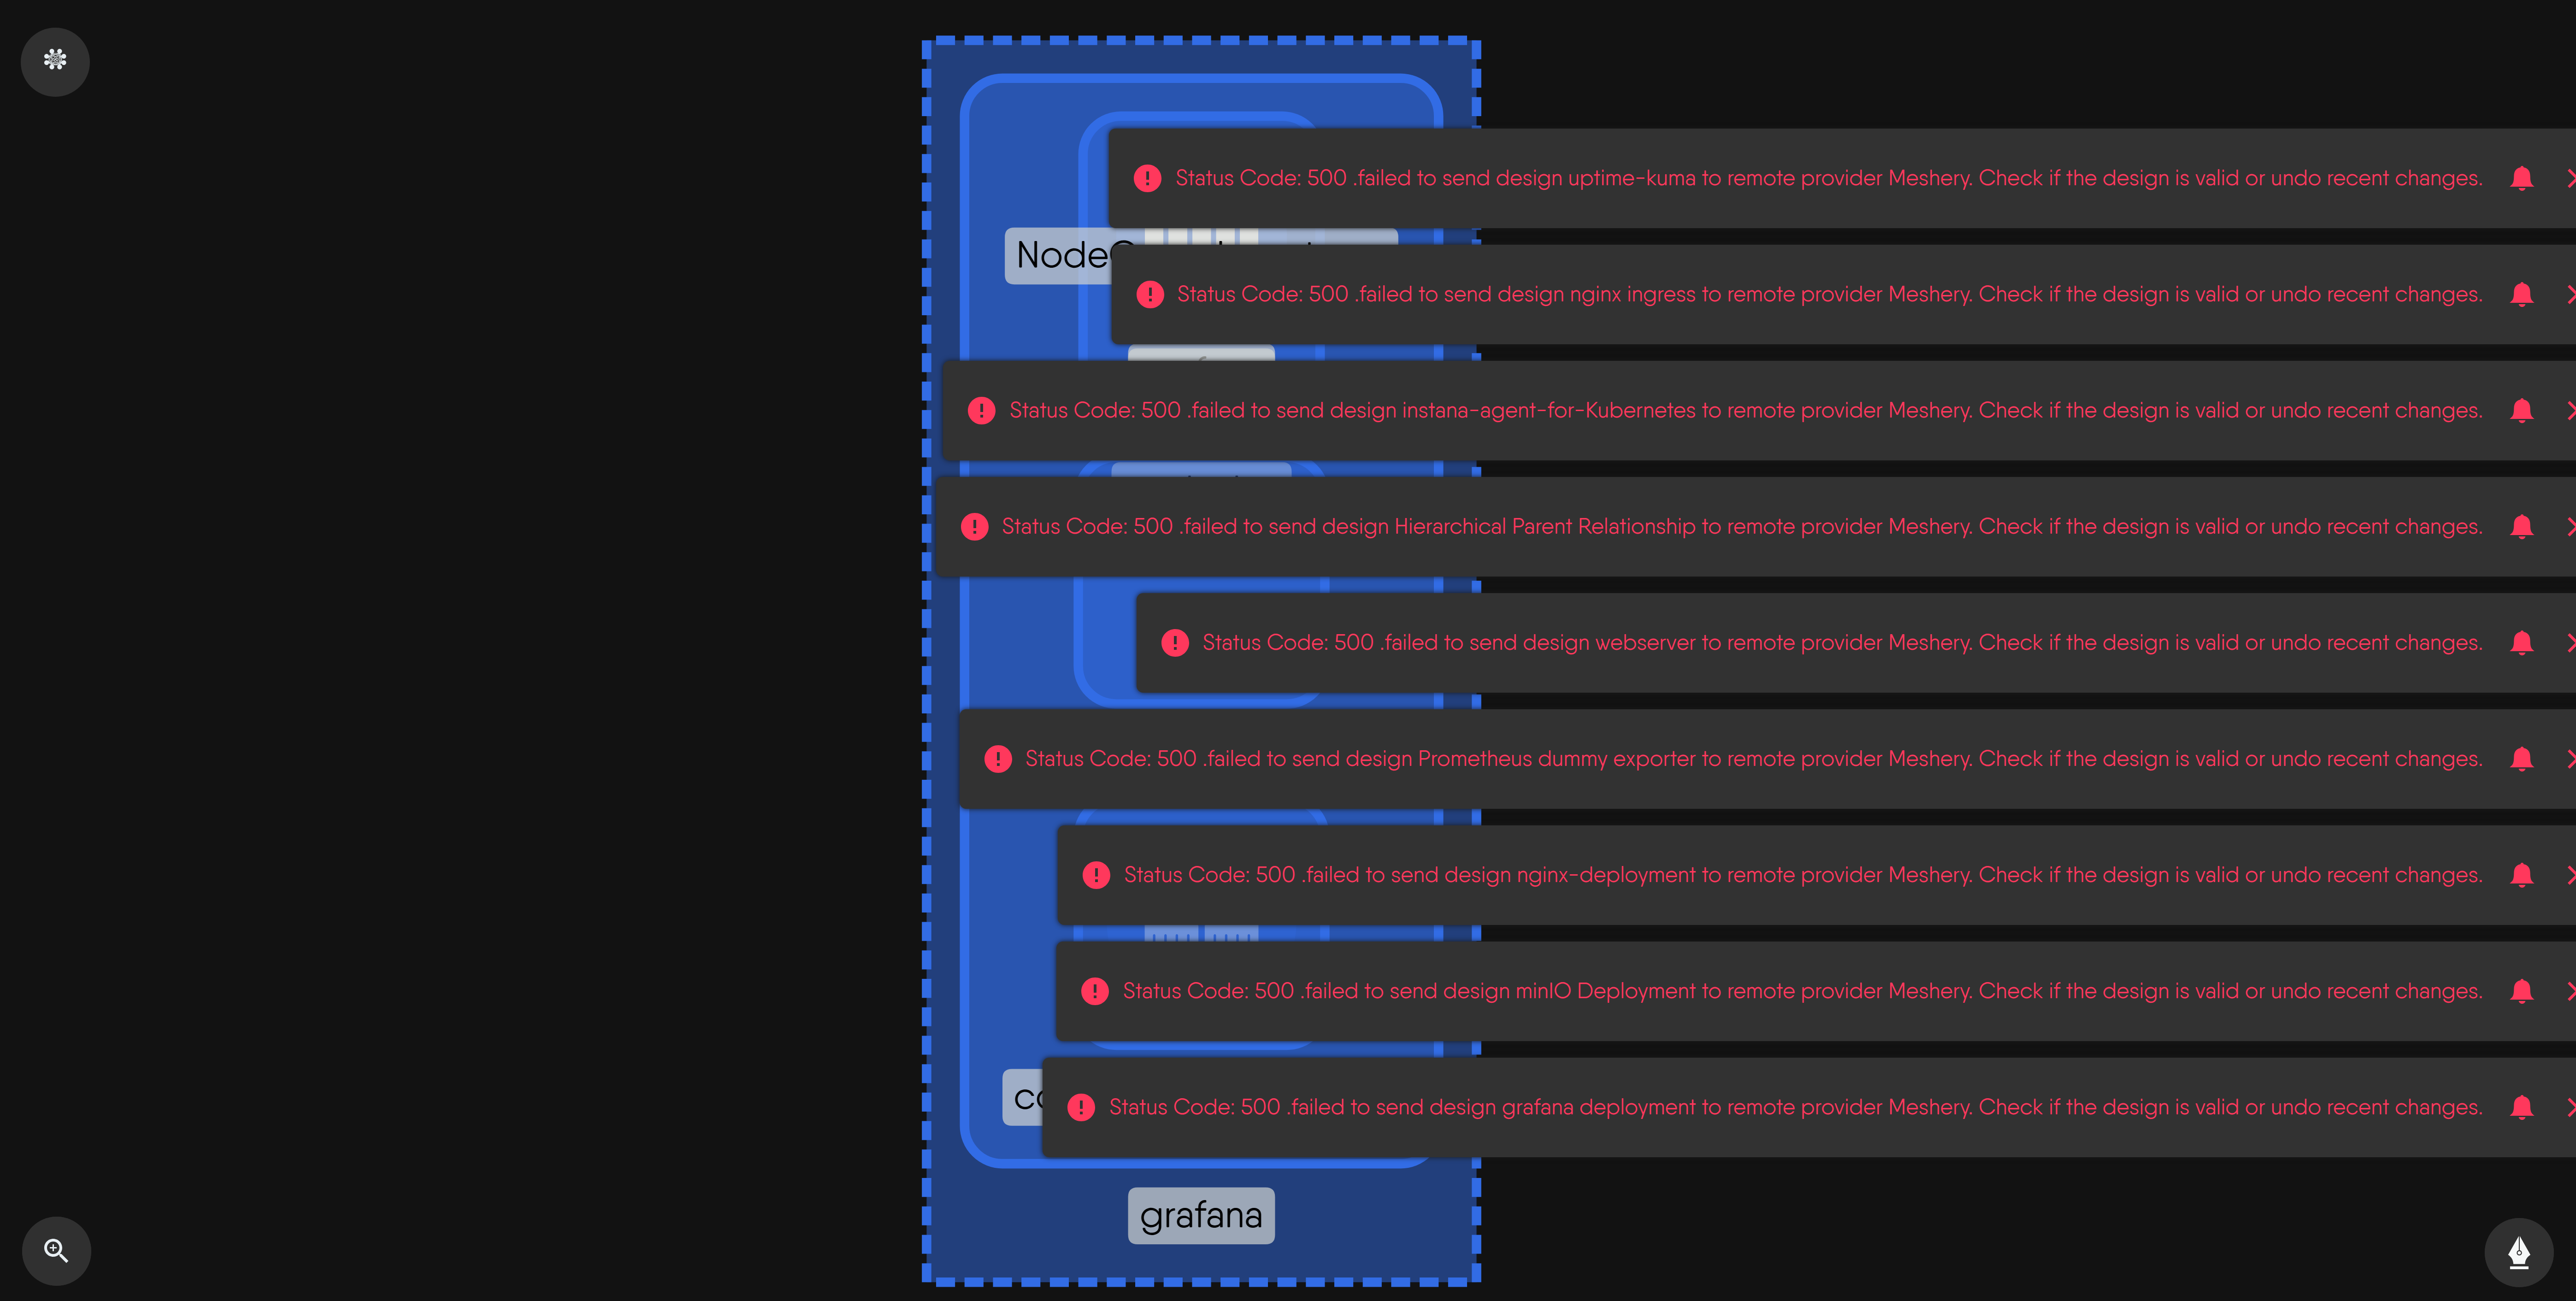 Status Code: 500 .failed to send design uptime-kuma to remote provider Meshery. Check if the design is valid or undo recent changes.
Status Code: 500 .failed to send design nginx ingress to remote provider Meshery. Check if the design is valid or undo recent changes.
Status Code: 500 .failed to send design instana-agent-for-Kubernetes to remote provider Meshery. Check if the design is valid or undo recent changes.
Status Code: 500 .failed to send design Hierarchical Parent Relationship to remote provider Meshery. Check if the design is valid or undo recent changes.
Status Code: 500 .failed to send design webserver to remote provider Meshery. Check if the design is valid or undo recent changes.
Status Code: 500 .failed to send design Prometheus dummy exporter to remote provider Meshery. Check if the design is valid or undo recent changes.
Status Code: 500 .failed to send design nginx-deployment to remote provider Meshery. Check if the design is valid or undo recent changes.
Status Code: 500 .failed to send design minIO Deployment to remote provider Meshery. Check if the design is valid or undo recent changes.
Status Code: 500 .failed to send design grafana deployment to remote provider Meshery. Check if the design is valid or undo recent changes.
grafana